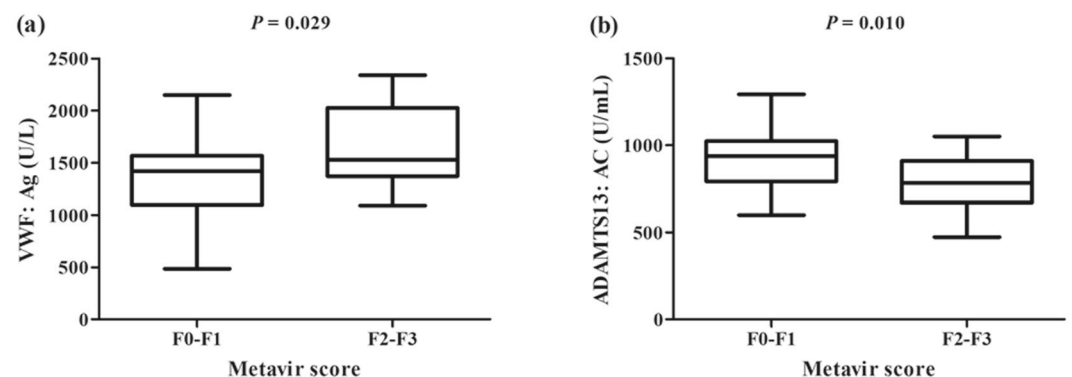 (a)
P = 0.029
VWF: Ag (U/L)
2500
2000
1500
1000
500
0
F0-F1
F2-F3
Metavir score
(b)
P = 0.010
ADAMTS13: AC (U/mL)
1500
1000
500
0
F0-F1
F2-F3
Metavir score